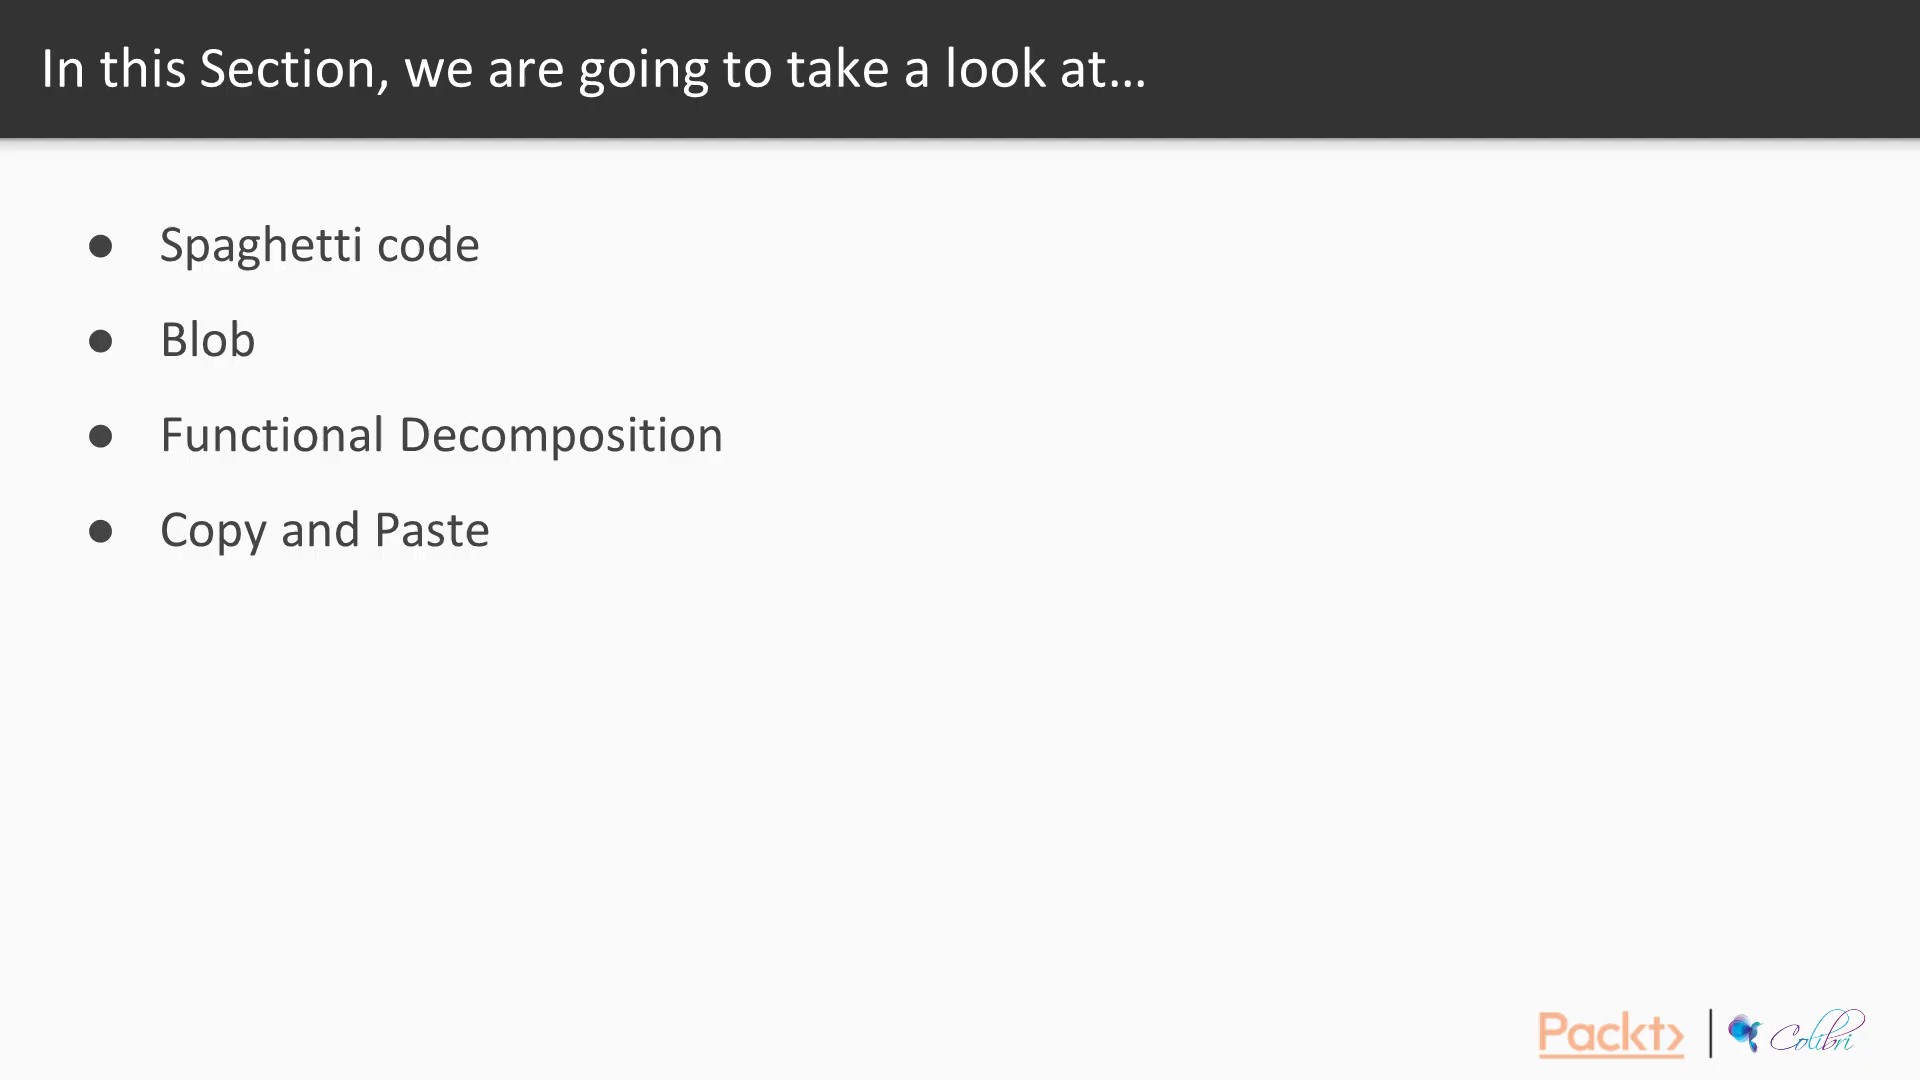 In this Section, we are going to take a look at...
● Spaghetti code
● Blob
● Functional Decomposition
● Copy and Paste
Packt> | Colibri